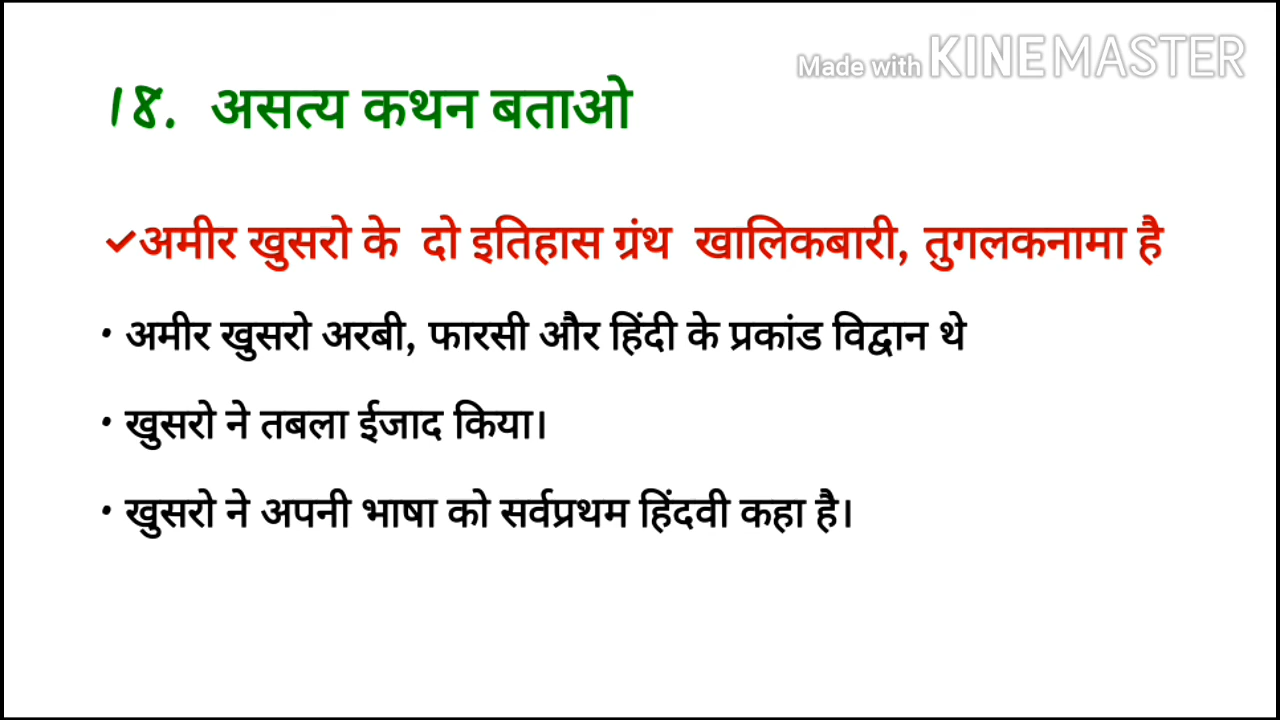 Made with KINEMASTER
18. असत्य कथन बताओ
✓अमीर खुसरो के दो इतिहास ग्रंथ खालिकबारी, तुगलकनामा है
• अमीर खुसरो अरबी, फारसी और हिंदी के प्रकांड विद्वान थे
• खुसरो ने तबला ईजाद किया।
• खुसरो ने अपनी भाषा को सर्वप्रथम हिंदवी कहा है।